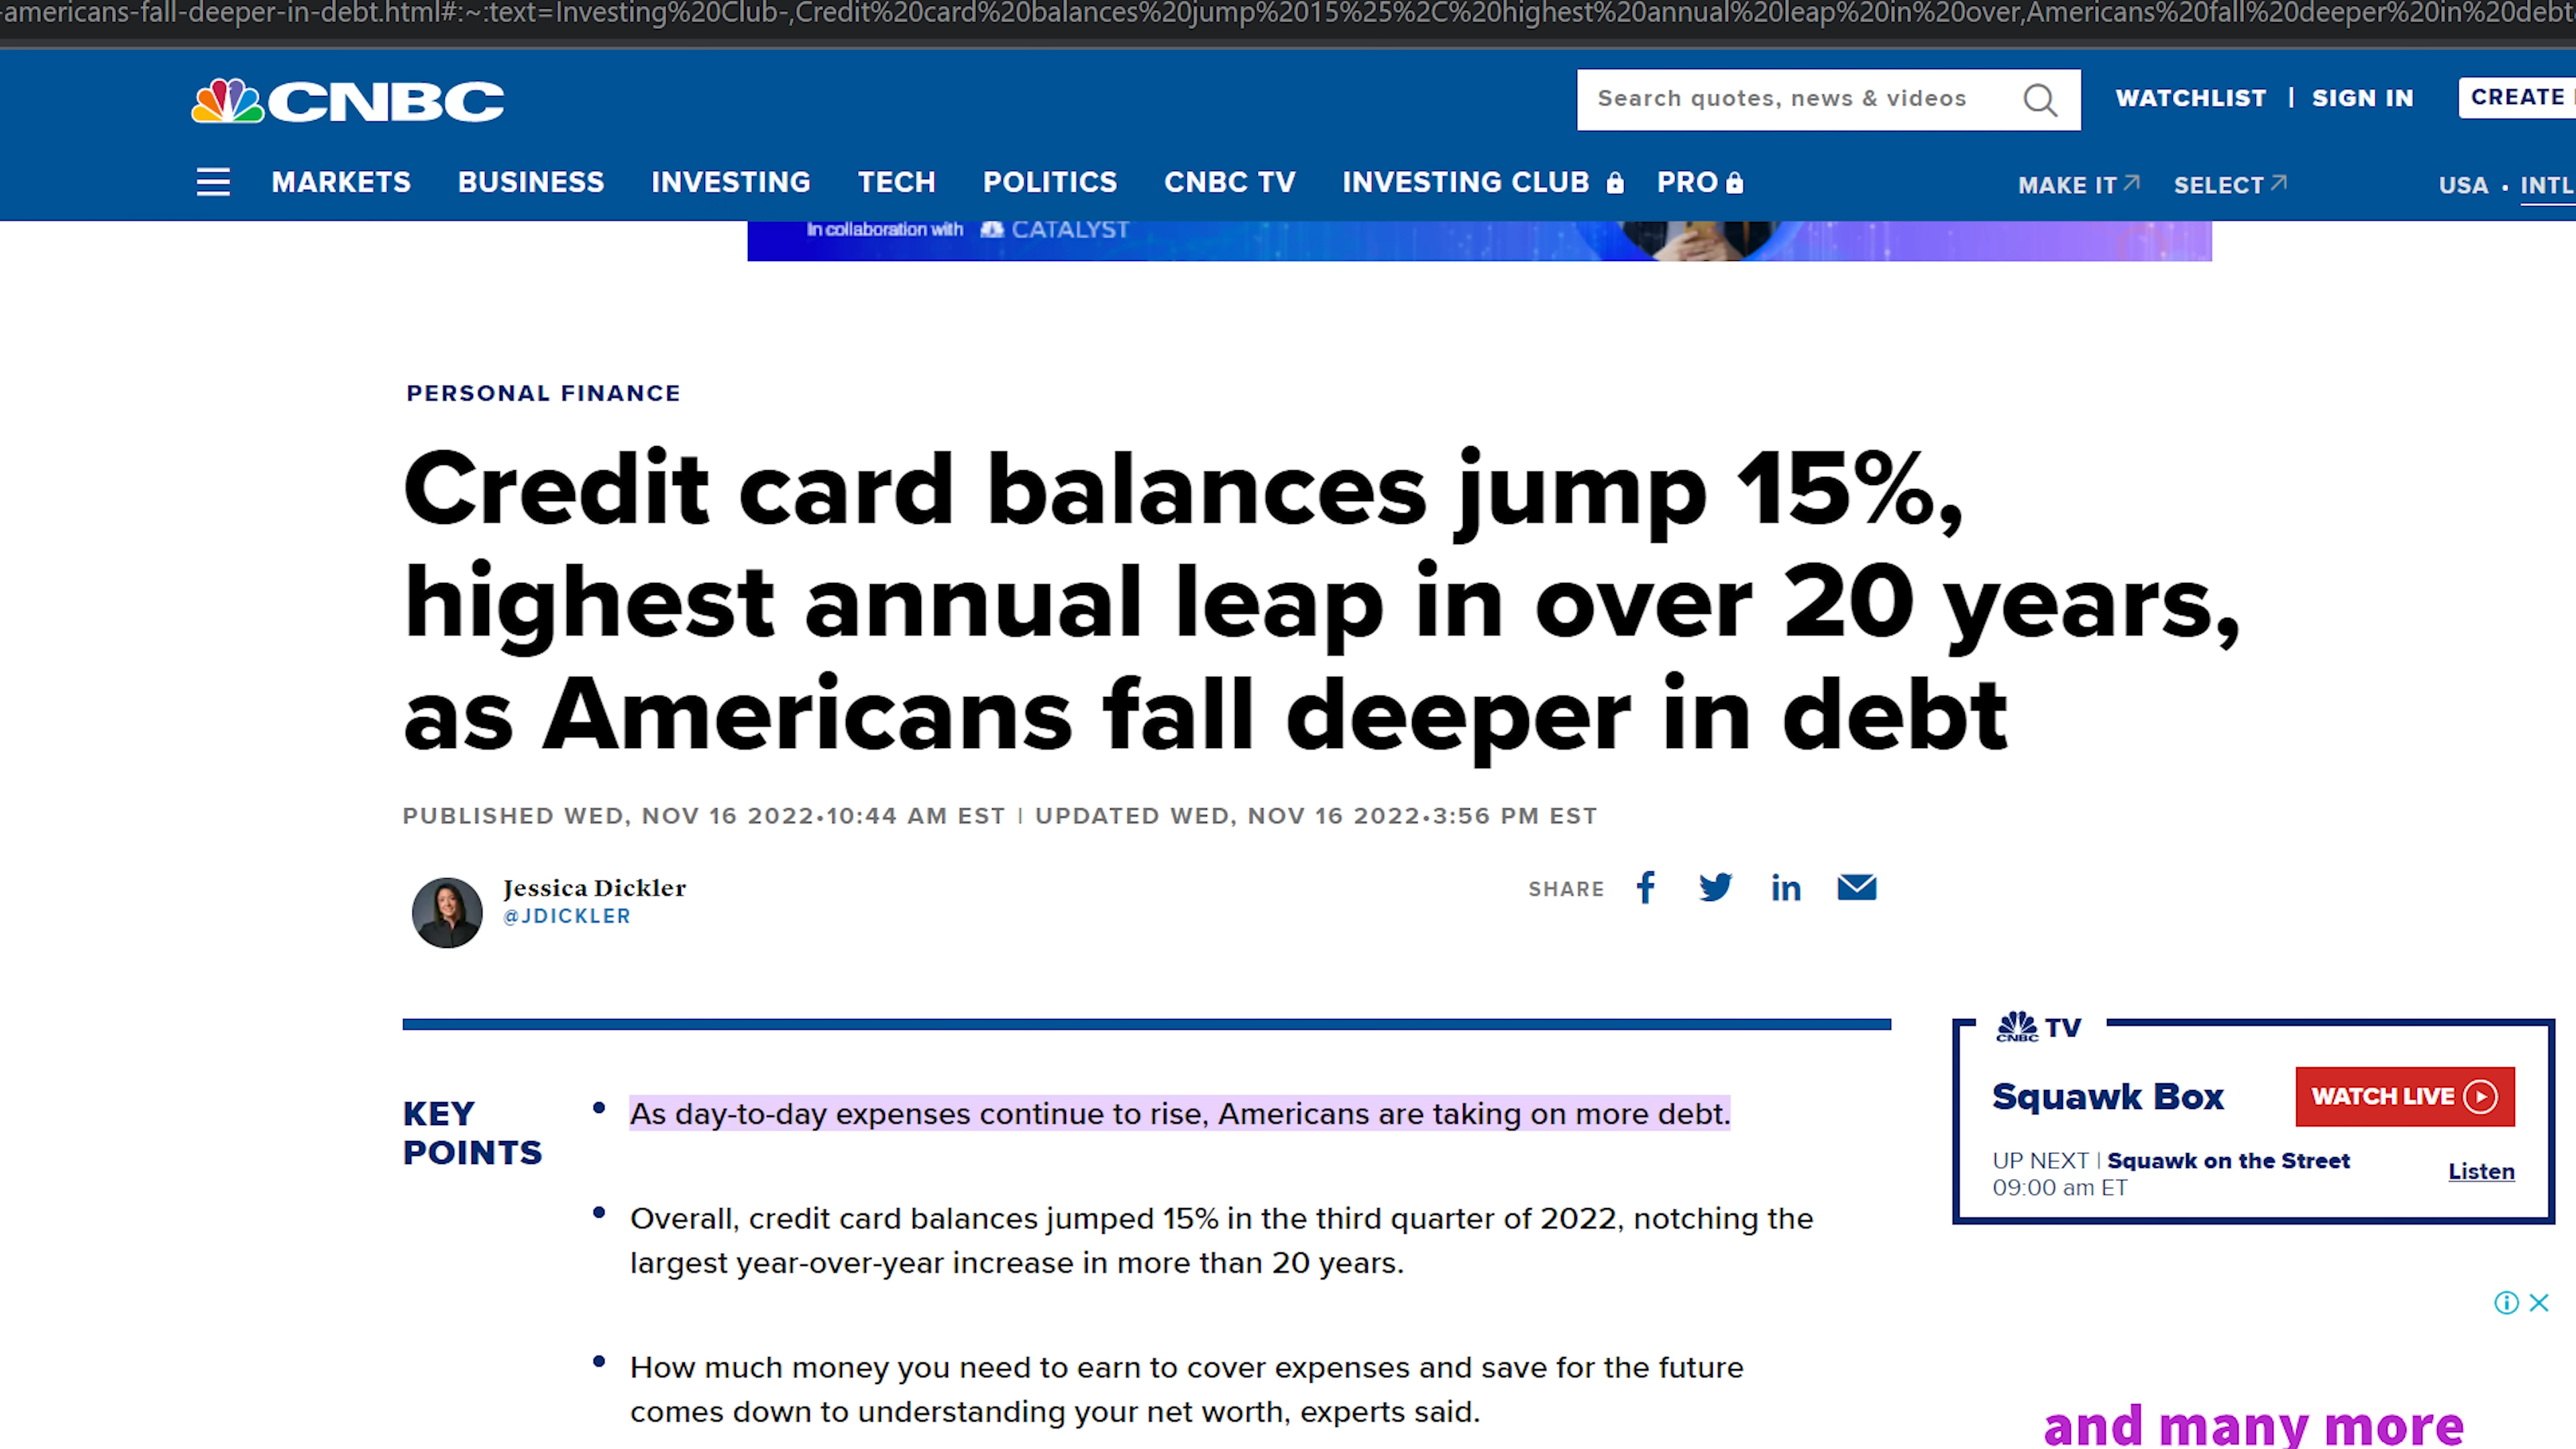 -americans-fall-deeper-in-debt.html#:~:text=Investing%20Club-,Credit%20card%20balances%20jump%2015%25%2C%20highest%20annual%20leap%20in%20over,Americans%20fall%20deeper%20in%20debt
CNBC
Search quotes, news & videos
WATCHLIST | SIGN IN
CREATE
MARKETS BUSINESS INVESTING TECH POLITICS CNBC TV INVESTING CLUB PRO
MAKE IT SELECT
USA • INTL
In collaboration with CATALYST
PERSONAL FINANCE
Credit card balances jump 15%,
highest annual leap in over 20 years,
as Americans fall deeper in debt
PUBLISHED WED, NOV 16 2022•10:44 AM EST | UPDATED WED, NOV 16 2022•3:56 PM EST
Jessica Dickler
@JDICKLER
SHARE
KEY
POINTS
• As day-to-day expenses continue to rise, Americans are taking on more debt.
• Overall, credit card balances jumped 15% in the third quarter of 2022, notching the
largest year-over-year increase in more than 20 years.
• How much money you need to earn to cover expenses and save for the future
comes down to understanding your net worth, experts said.
CNBC TV
Squawk Box
WATCH LIVE
UP NEXT | Squawk on the Street
09:00 am ET
Listen
and many more